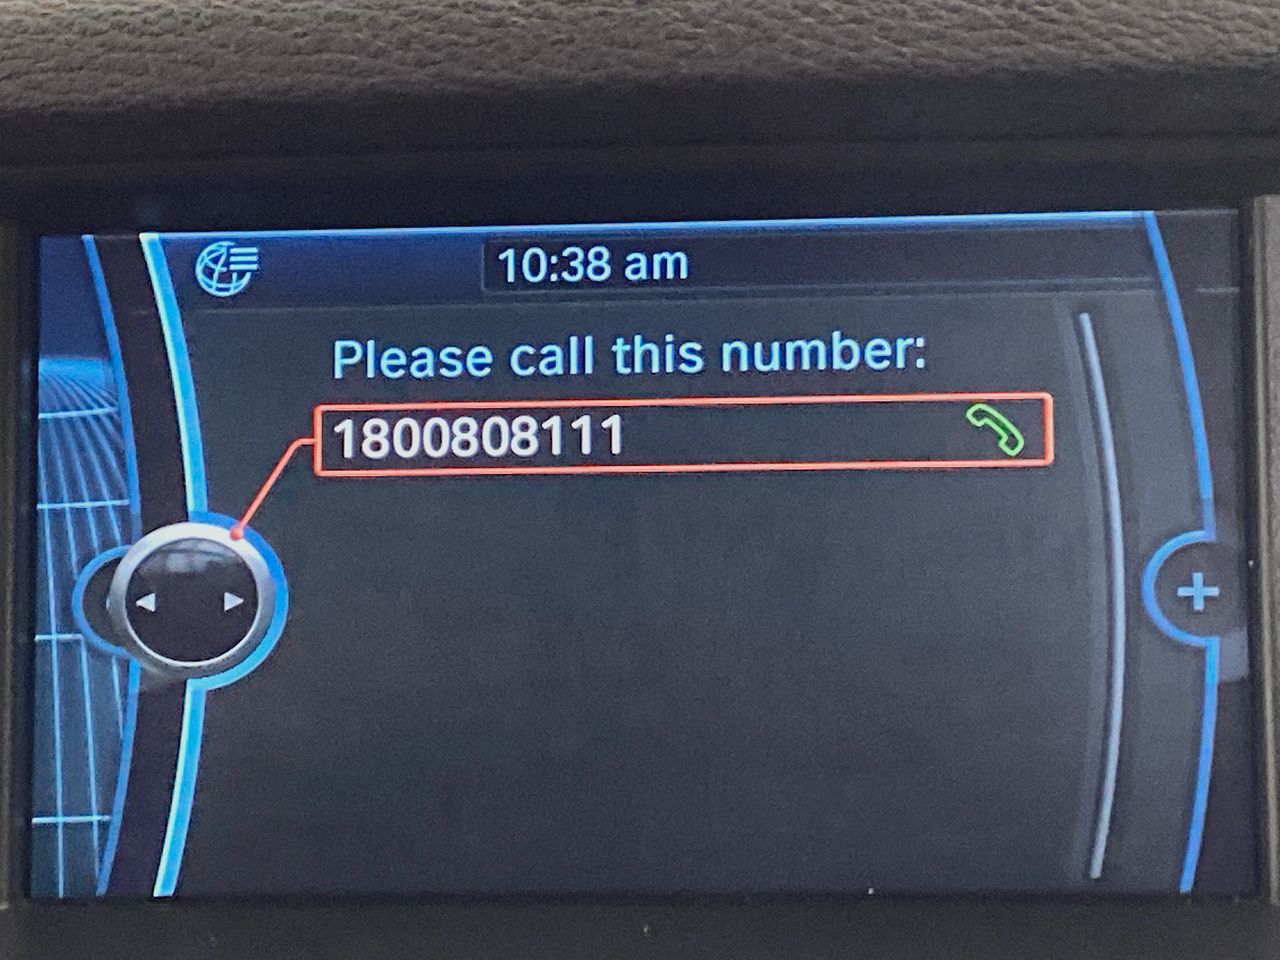 10:38 am
Please call this number:
1800808111
+